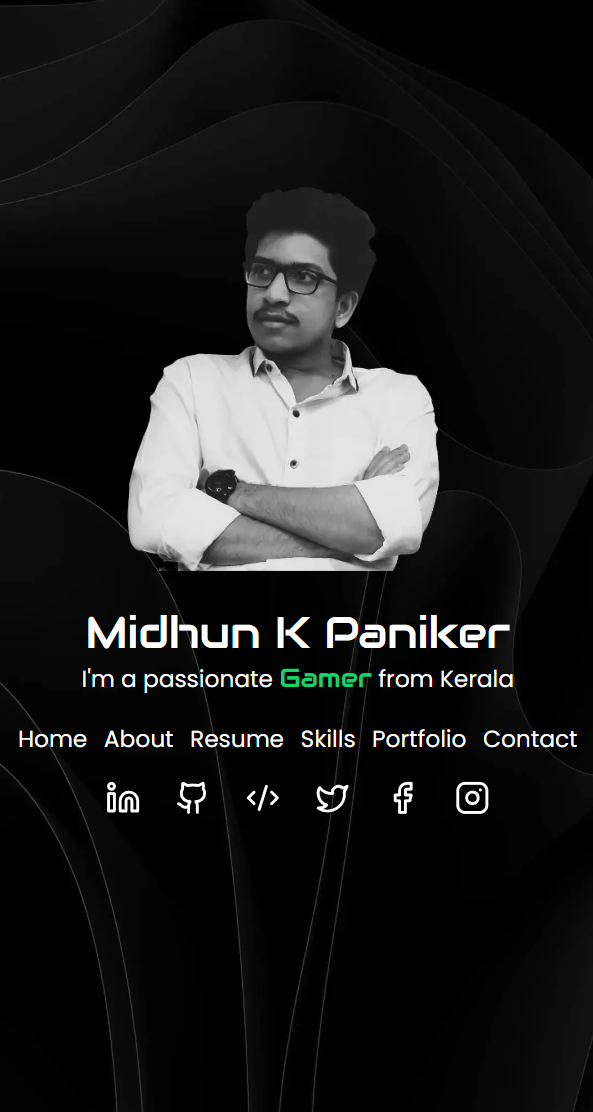 Midhun K Paniker
I'm a passionate Gamer from Kerala
Home About Resume Skills Portfolio Contact